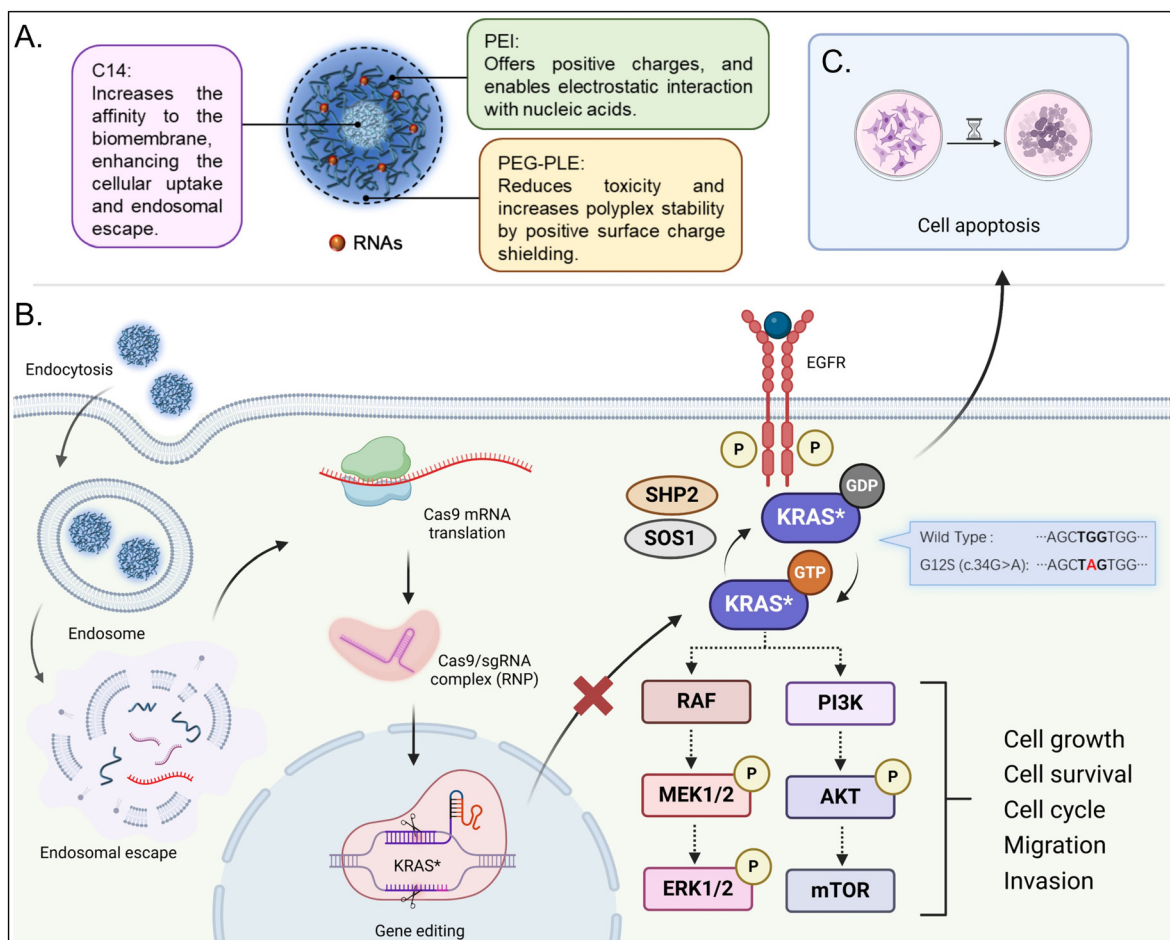 A.
C14:
Increases the
affinity to the
biomembrane,
enhancing the
cellular uptake
and endosomal
escape.
PEI:
Offers positive charges, and
enables electrostatic interaction
with nucleic acids.
PEG-PLE:
Reduces toxicity and
increases polyplex stability
by positive surface charge
shielding.
RNAs
C.
Cell apoptosis
B.
Endocytosis
Endosome
Endosomal escape
Cas9 mRNA
translation
Cas9/sgRNA
complex (RNP)
KRAS*
Gene editing
EGFR
P
P
SHP2
SOS1
GDP
KRAS*
GTP
KRAS*
Wild Type : ···AGCTGGTGG···
G12S (c.34G>A): ···AGCTAGTGG···
RAF
PI3K
MEK1/2
P
AKT
P
ERK1/2
P
mTOR
Cell growth
Cell survival
Cell cycle
Migration
Invasion